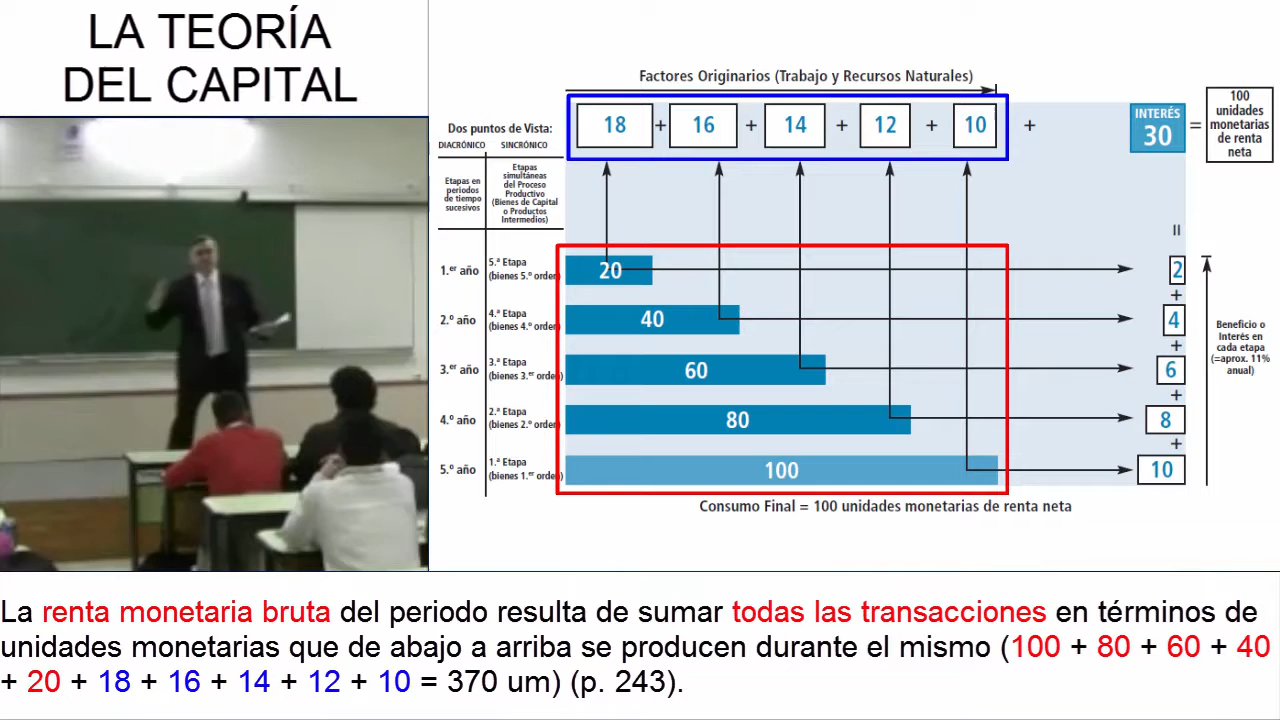 LA TEORÍA
DEL CAPITAL
Factores Originarios (Trabajo y Recursos Naturales)
Dos puntos de Vista:
18 + 16 + 14 + 12 + 10 + INTERÉS 30 = 100 unidades monetarias de renta neta
DIACRÓNICO
SINCRÓNICO
Etapas en
periodos
de tiempo
sucesivos
Etapas
simultáneas
del Proceso
Productivo
(Bienes de Capital
o Productos
Intermedios)
=
1.er año
5.ª Etapa
(bienes 5.º orden)
20
2
+
2.º año
4.ª Etapa
(bienes 4.º orden)
40
4
+
3.er año
3.ª Etapa
(bienes 3.er orden)
60
6
+
4.º año
2.ª Etapa
(bienes 2.º orden)
80
8
+
5.º año
1.ª Etapa
(bienes 1.er orden)
100
10
Beneficio o
Interés en
cada etapa
(=aprox. 11%
anual)
Consumo Final = 100 unidades monetarias de renta neta
La renta monetaria bruta del periodo resulta de sumar todas las transacciones en términos de
unidades monetarias que de abajo a arriba se producen durante el mismo (100 + 80 + 60 + 40
+ 20 + 18 + 16 + 14 + 12 + 10 = 370 um) (p. 243).